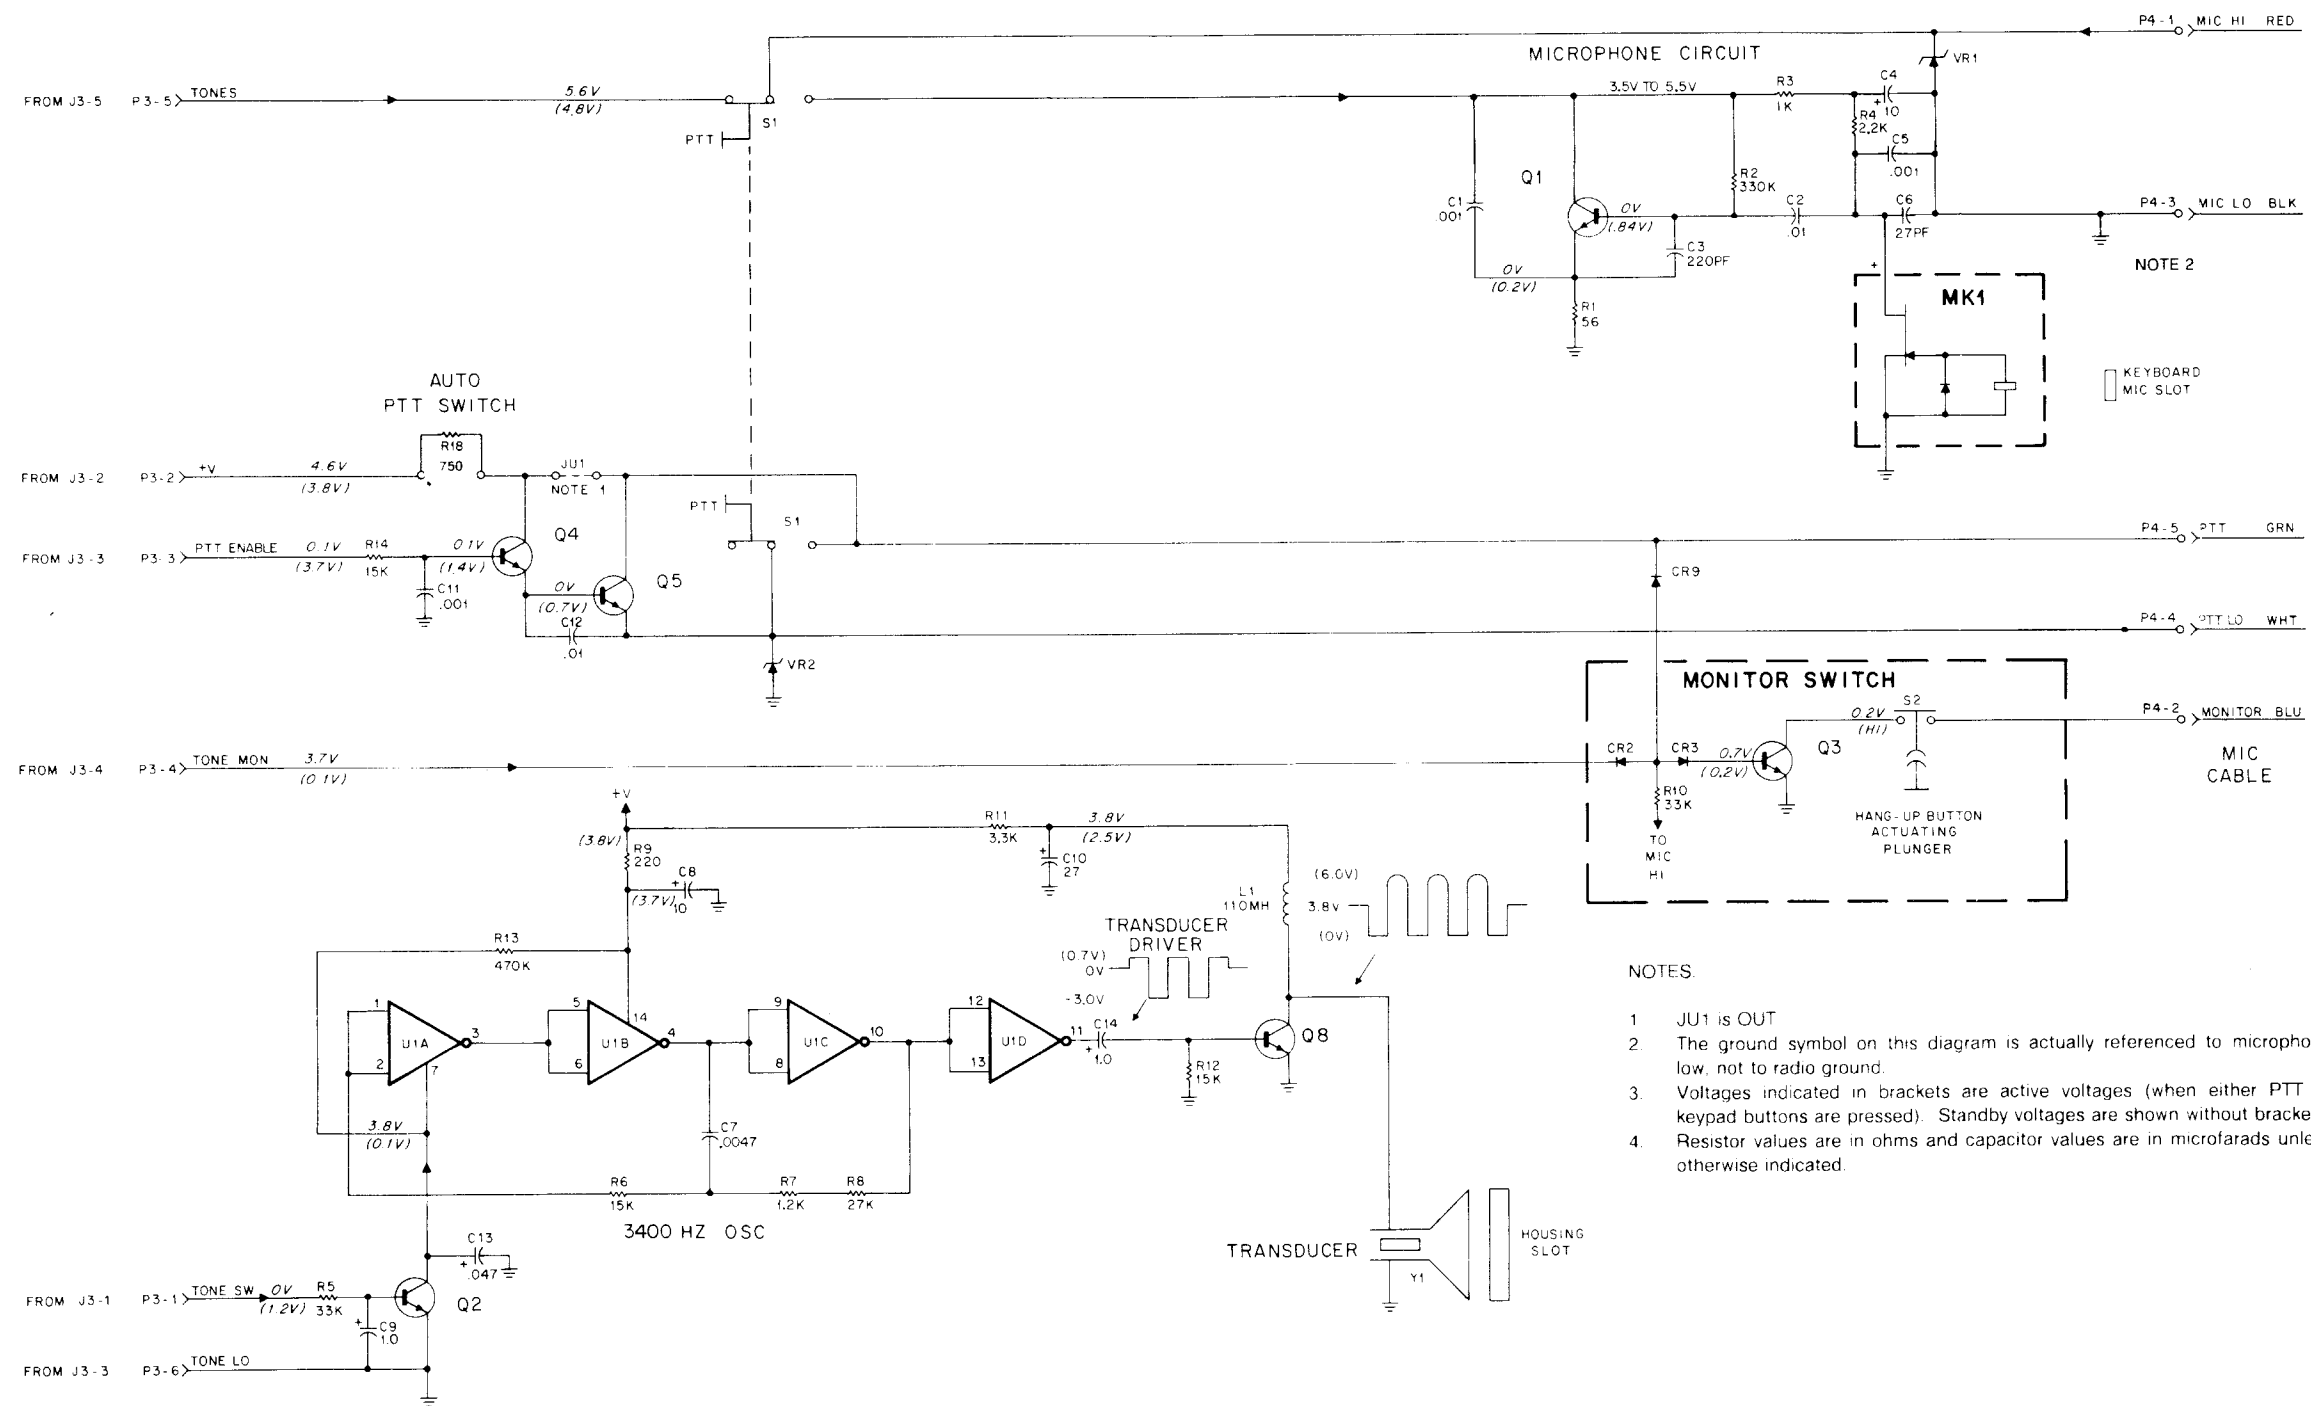 P4-1 MIC HI RED
MICROPHONE CIRCUIT
VR1
FROM J3-5 P3-5 TONES 5.6V
(4.8V)
S1
PTT
3.5V TO 5.5V
R3
1K
C4
+ 10
R4
2.2K
C5
.001
Q1
R2
330K
C1
.001
0V
(.84V)
C2
.01
C6
27PF
P4-3 MIC LO BLK
C3
220PF
0V
(0.2V)
NOTE 2
R1
56
+
MK1
KEYBOARD
MIC SLOT
AUTO
PTT SWITCH
R18
750
FROM J3-2 P3-2 +V 4.6V
(3.8V)
JU1
NOTE 1
PTT
S1
Q4
FROM J3-3 P3-3 PTT ENABLE 0.1V
(3.7V)
R14
15K
0.1V
(1.4V)
C11
.001
0V
(0.7V)
Q5
C12
.01
VR2
P4-5 PTT GRN
CR9
P4-4 PTT LO WHT
MONITOR SWITCH
S2
0.2V
(HI)
P4-2 MONITOR BLU
Q3
MIC
CABLE
FROM J3-4 P3-4 TONE MON 3.7V
(0.1V)
CR2
CR3
0.7V
(0.2V)
R10
33K
TO
MIC
HI
HANG-UP BUTTON
ACTUATING
PLUNGER
+V
(3.8V)
R9
220
R11
3.3K
3.8V
(2.5V)
+
C10
27
C8
+
(3.7V)
10
L1
110MH
(6.0V)
3.8V
(0V)
TRANSDUCER
DRIVER
(0.7V)
0V
-3.0V
R13
470K
1
2
U1A
3
7
5
6
U1B
14
4
9
8
U1C
10
12
13
U1D
11
C14
+
1.0
R12
15K
Q8
3.8V
(0.1V)
C7
.0047
R6
15K
R7
1.2K
R8
27K
3400 HZ OSC
C13
+
.047
TRANSDUCER
Y1
HOUSING
SLOT
FROM J3-1 P3-1 TONE SW 0V
(1.2V)
R5
33K
Q2
+
C9
1.0
FROM J3-3 P3-6 TONE LO
NOTES.
1 JU1 is OUT
2. The ground symbol on this diagram is actually referenced to micropho
low, not to radio ground.
3. Voltages indicated in brackets are active voltages (when either PTT
keypad buttons are pressed). Standby voltages are shown without bracke
4. Resistor values are in ohms and capacitor values are in microfarads unle
otherwise indicated.